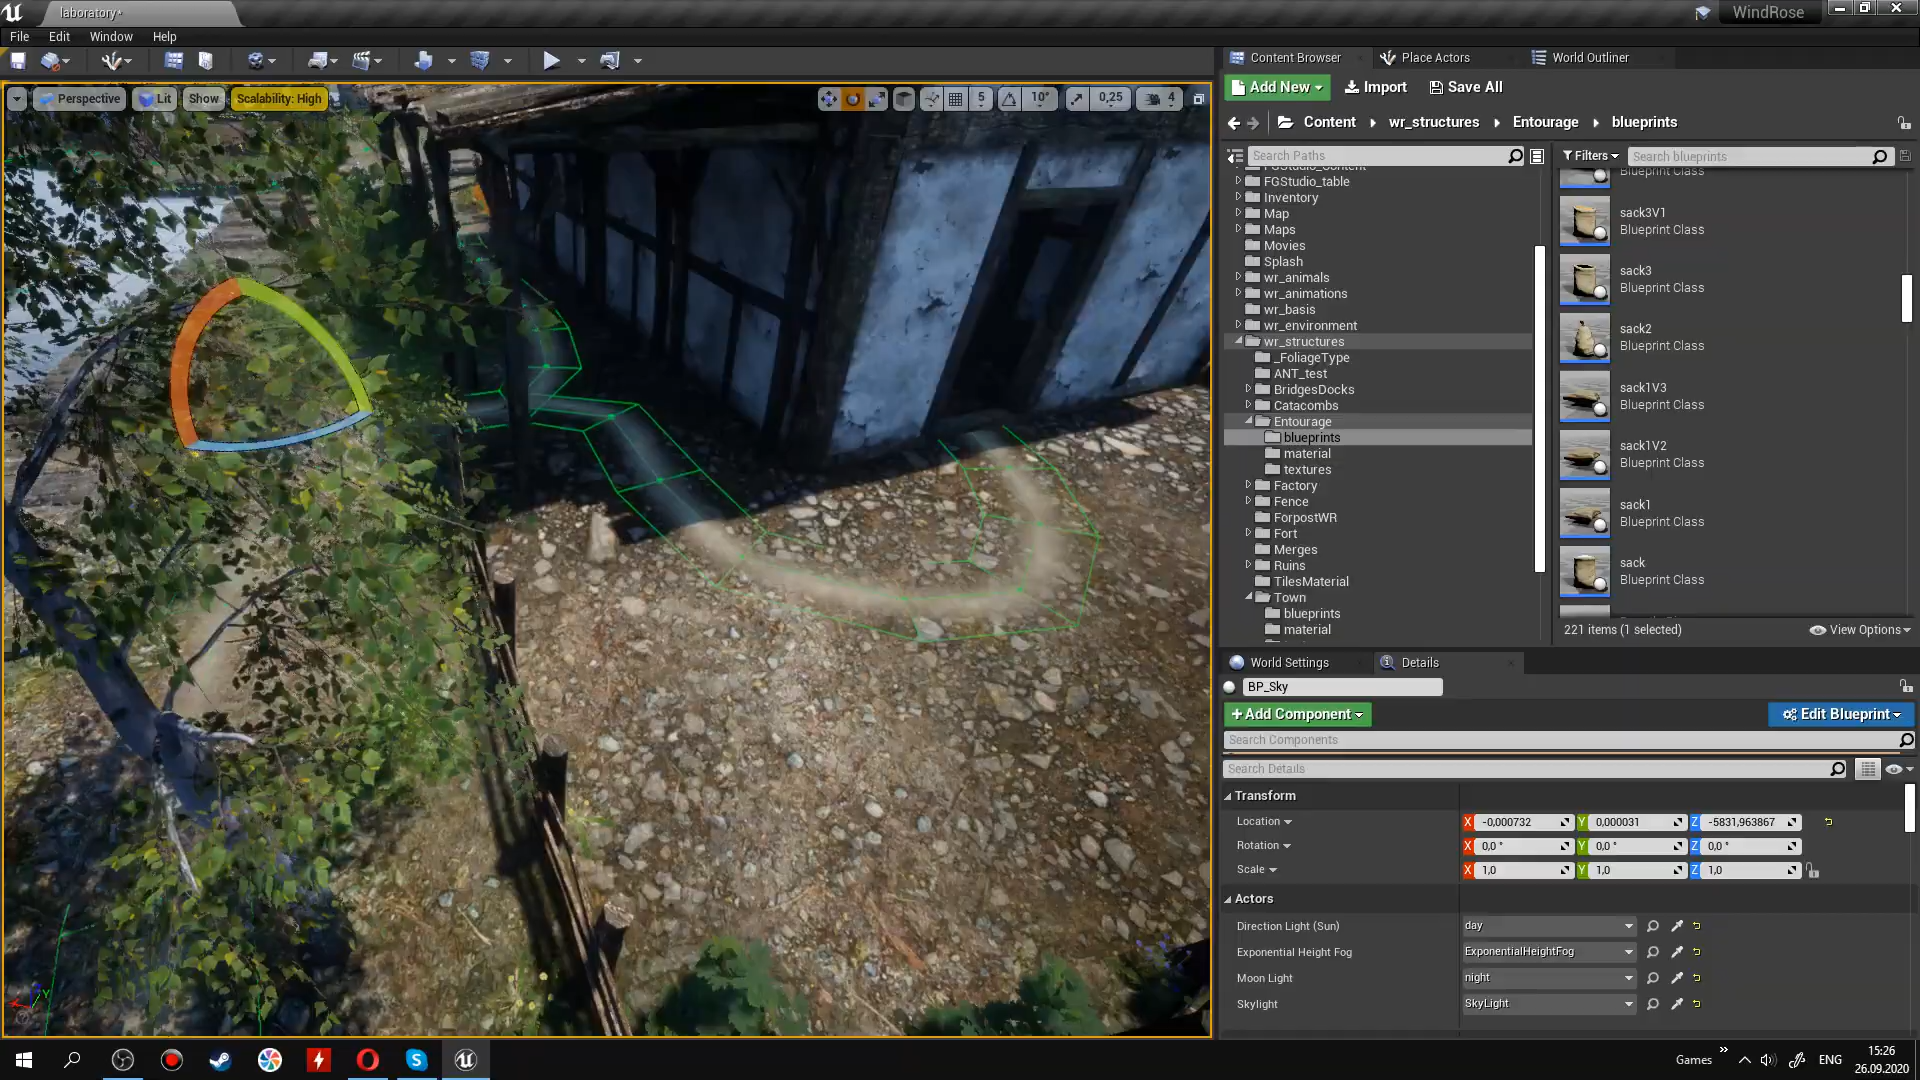 laboratory*
WindRose
File Edit Window Help
Content Browser Place Actors World Outliner
Perspective Lit Show Scalability: High 5 10° 0,25 4
Add New Import Save All
Content wr_structures Entourage blueprints
Search Paths
Filters Search blueprints
FGStudio_Content
FGStudio_table
Inventory
Map
Maps
Movies
Splash
wr_animals
wr_animations
wr_basis
wr_environment
wr_structures
_FoliageType
ANT_test
BridgesDocks
Catacombs
Entourage
blueprints
material
textures
Factory
Fence
ForpostWR
Fort
Merges
Ruins
TilesMaterial
Town
blueprints
material
Blueprint Class
sack3V1
Blueprint Class
sack3
Blueprint Class
sack2
Blueprint Class
sack1V3
Blueprint Class
sack1V2
Blueprint Class
sack1
Blueprint Class
sack
Blueprint Class
221 items (1 selected) View Options
World Settings Details
BP_Sky
+Add Component Edit Blueprint
Search Components
Search Details
Transform
Location X -0,000732 Y 0,000031 Z -5831,963867
Rotation X 0,0 ° Y 0,0 ° Z 0,0 °
Scale X 1,0 Y 1,0 Z 1,0
Actors
Direction Light (Sun) day
Exponential Height Fog ExponentialHeightFog
Moon Light night
Skylight SkyLight
Games » ENG 15:26
26.09.2020